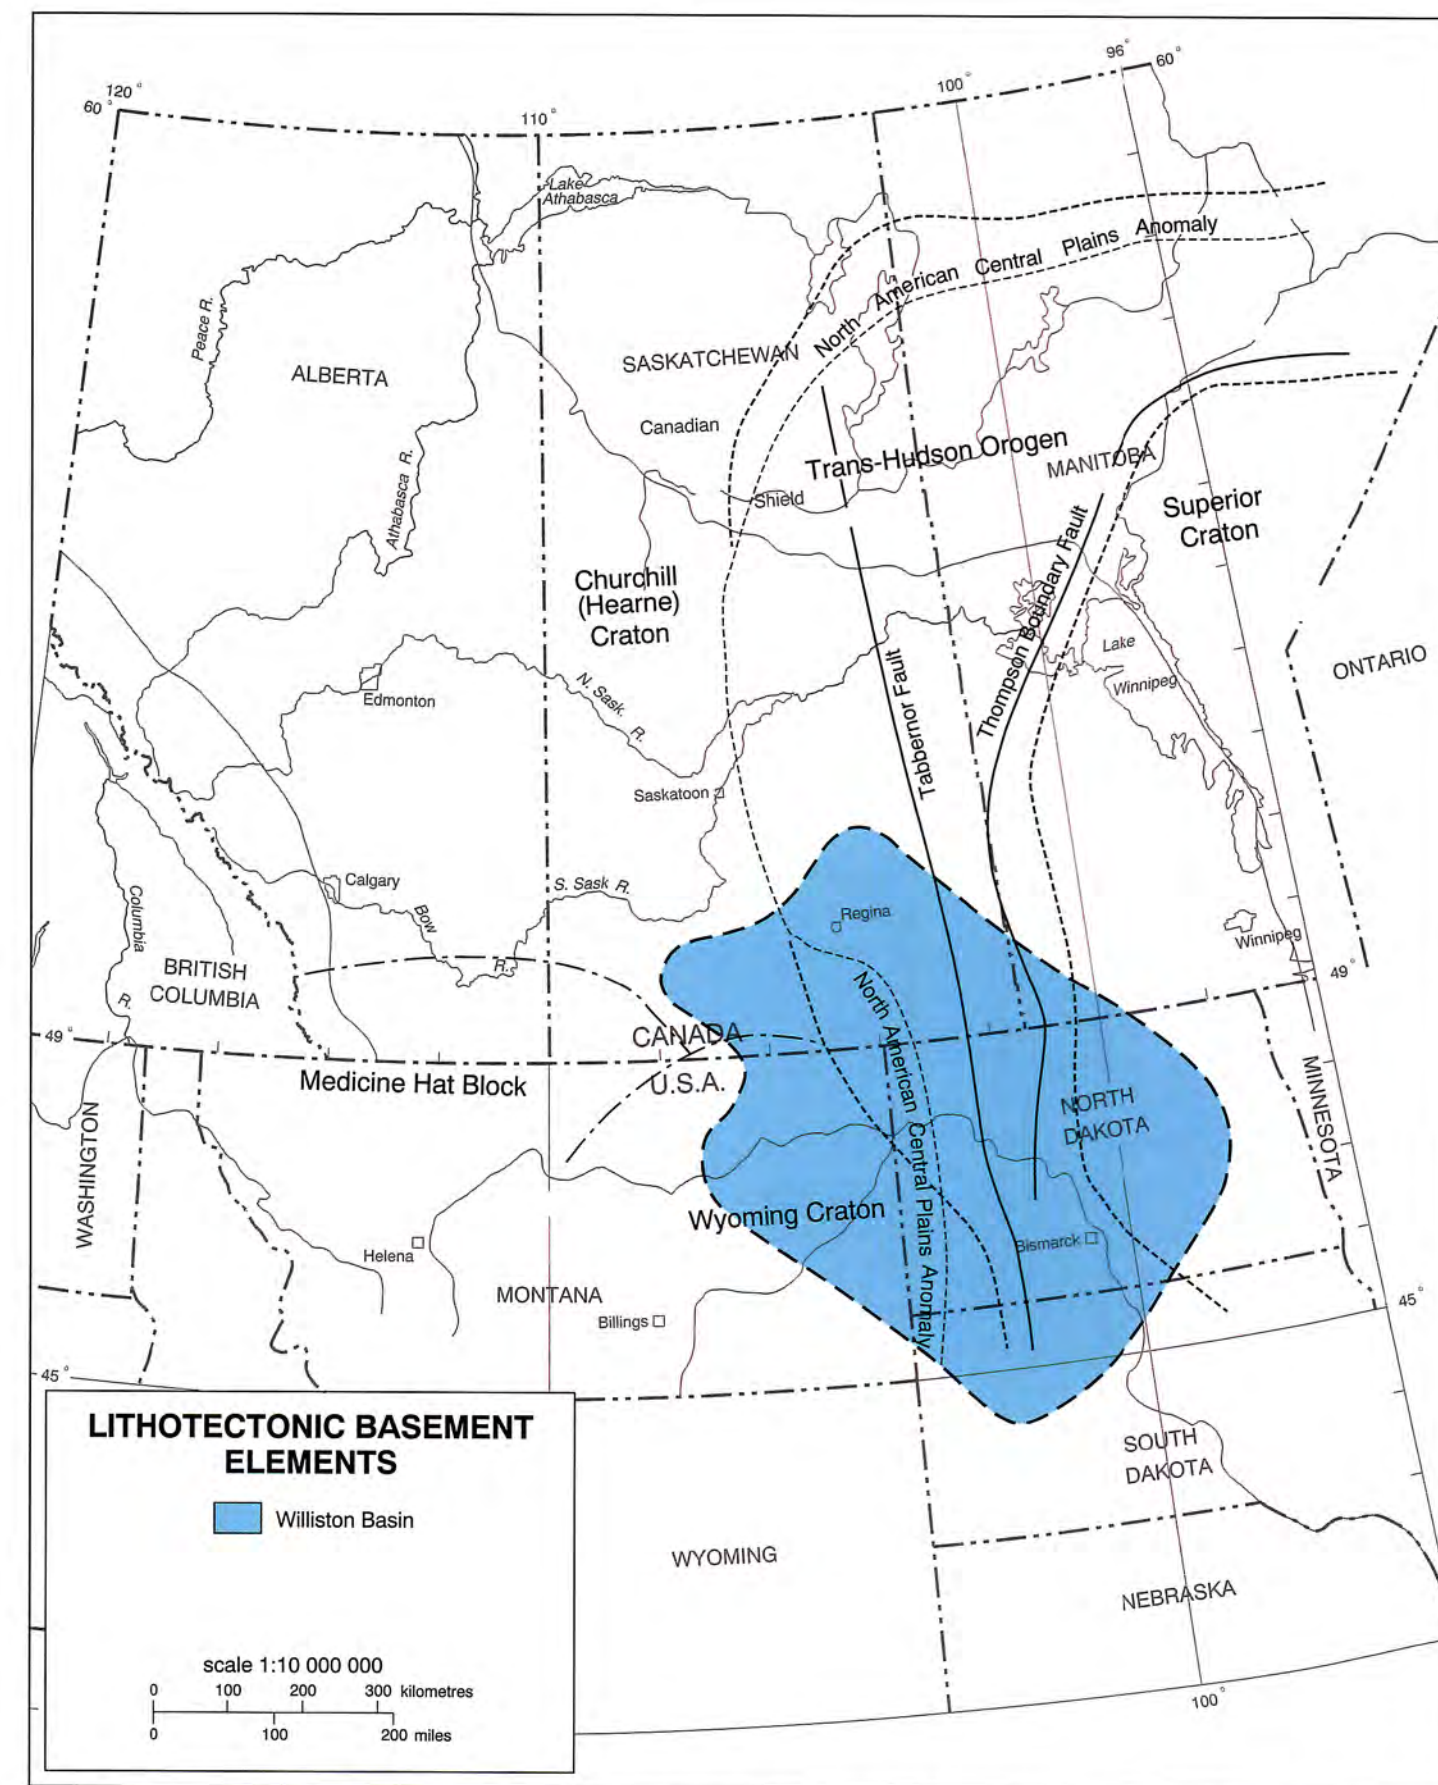 96°
60°
100°
120°
60°
110°
Lake
Athabasca
North American Central Plains Anomaly
Peace R.
SASKATCHEWAN
ALBERTA
Canadian
Trans-Hudson Orogen
MANITOBA
Athabasca R.
Shield
Superior
Craton
Thompson Boundary Fault
Churchill
(Hearne)
Craton
Lake
Winnipeg
ONTARIO
Edmonton
N. Sask. R.
Tabbernor Fault
Saskatoon
Calgary
S. Sask R.
Bow R.
Columbia R.
Regina
Winnipeg
BRITISH
COLUMBIA
49°
North American Central Plains Anomaly
49°
CANADA
U.S.A.
Medicine Hat Block
NORTH
DAKOTA
MINNESOTA
WASHINGTON
Wyoming Craton
Bismarck
Helena
MONTANA
Billings
45°
45°
LITHOTECTONIC BASEMENT
ELEMENTS
Williston Basin
SOUTH
DAKOTA
WYOMING
NEBRASKA
scale 1:10 000 000
0 100 200 300 kilometres
0 100 200 miles
100°